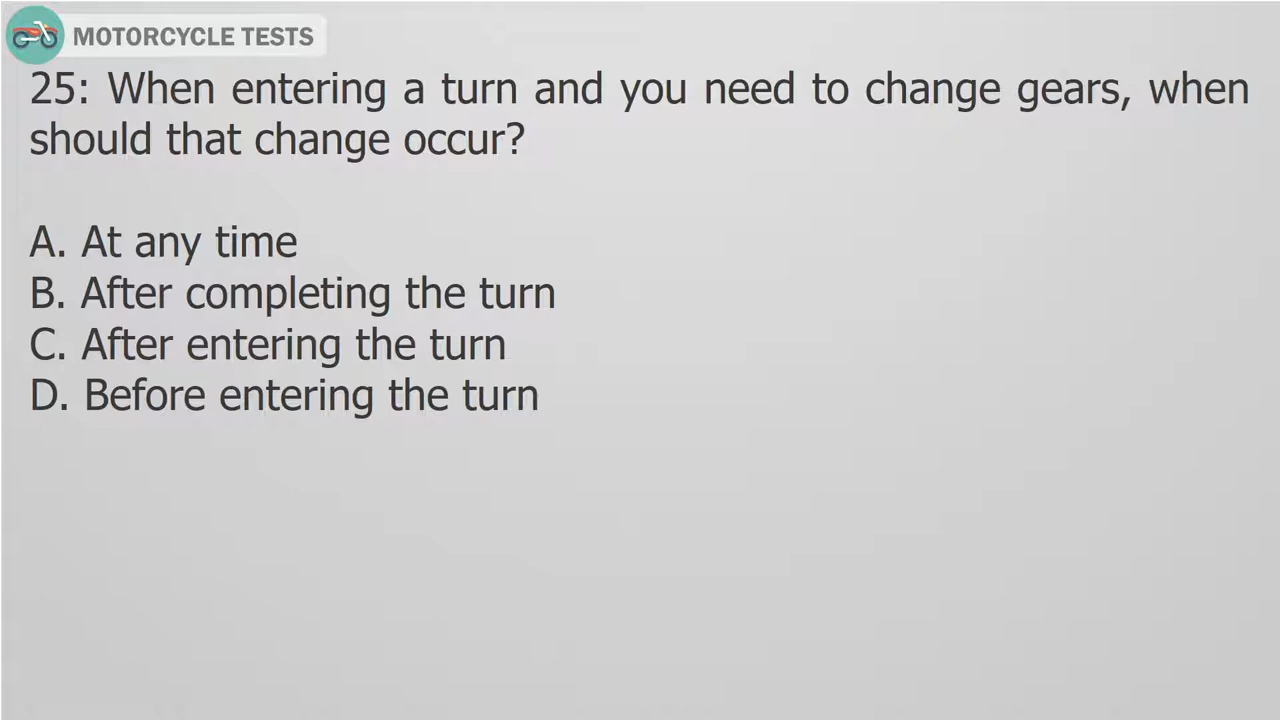 MOTORCYCLE TESTS
25: When entering a turn and you need to change gears, when
should that change occur?
A. At any time
B. After completing the turn
C. After entering the turn
D. Before entering the turn